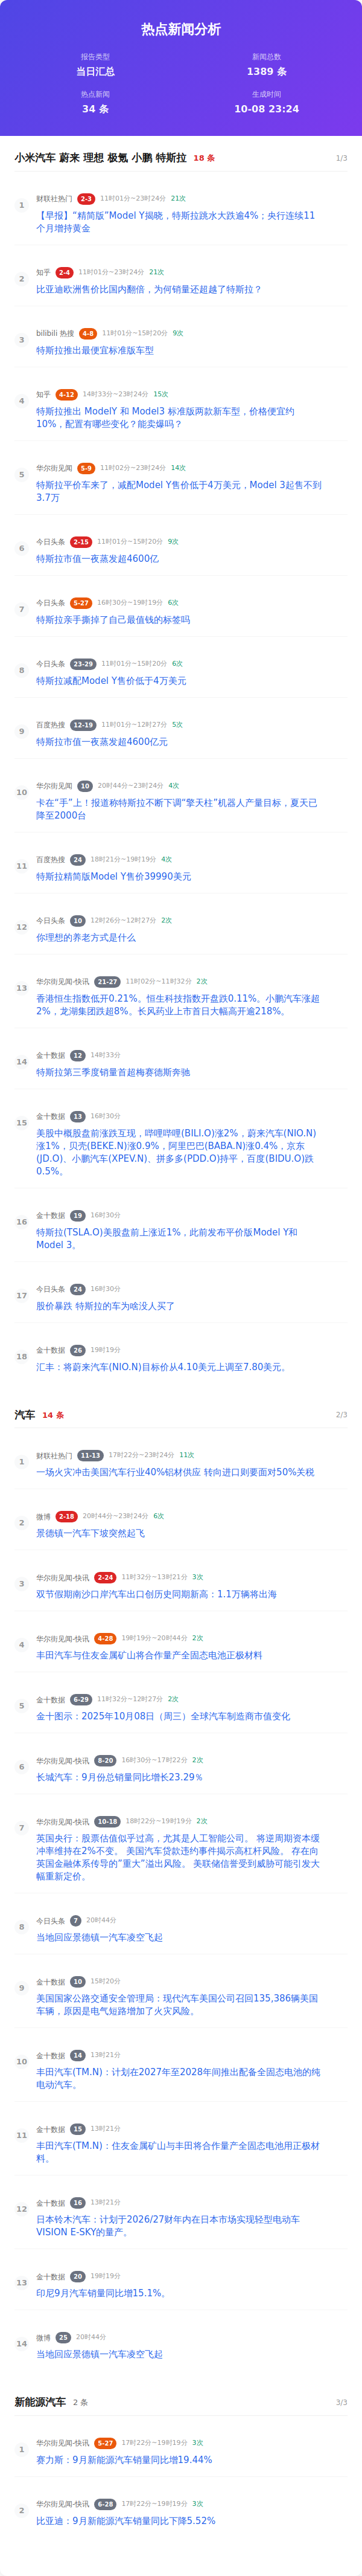 热点新闻分析
报告类型
当日汇总
新闻总数
1389 条
热点新闻
34 条
生成时间
10-08 23:24
小米汽车 蔚来 理想 极氪 小鹏 特斯拉 18 条 1/3
1
财联社热门 2-3 11时01分~23时24分 21次
【早报】“精简版”Model Y揭晓，特斯拉跳水大跌逾4%；央行连续11
个月增持黄金
2
知乎 2-4 11时01分~23时24分 21次
比亚迪欧洲售价比国内翻倍，为何销量还超越了特斯拉？
3
bilibili 热搜 4-8 11时01分~15时20分 9次
特斯拉推出最便宜标准版车型
4
知乎 4-12 14时33分~23时24分 15次
特斯拉推出 ModelY 和 Model3 标准版两款新车型，价格便宜约
10%，配置有哪些变化？能卖爆吗？
5
华尔街见闻 5-9 11时02分~23时24分 14次
特斯拉平价车来了，减配Model Y售价低于4万美元，Model 3起售不到
3.7万
6
今日头条 2-15 11时01分~15时20分 9次
特斯拉市值一夜蒸发超4600亿
7
今日头条 5-27 16时30分~19时19分 6次
特斯拉亲手撕掉了自己最值钱的标签吗
8
今日头条 23-29 11时01分~15时20分 6次
特斯拉减配Model Y售价低于4万美元
9
百度热搜 12-19 11时01分~12时27分 5次
特斯拉市值一夜蒸发超4600亿元
10
华尔街见闻 10 20时44分~23时24分 4次
卡在“手”上！报道称特斯拉不断下调“擎天柱”机器人产量目标，夏天已
降至2000台
11
百度热搜 24 18时21分~19时19分 4次
特斯拉精简版Model Y售价39990美元
12
今日头条 10 12时26分~12时27分 2次
你理想的养老方式是什么
13
华尔街见闻-快讯 21-27 11时02分~11时32分 2次
香港恒生指数低开0.21%。恒生科技指数开盘跌0.11%。小鹏汽车涨超
2%，龙湖集团跌超8%。长风药业上市首日大幅高开逾218%。
14
金十数据 12 14时33分
特斯拉第三季度销量首超梅赛德斯奔驰
15
金十数据 13 16时30分
美股中概股盘前涨跌互现，哔哩哔哩(BILI.O)涨2%，蔚来汽车(NIO.N)
涨1%，贝壳(BEKE.N)涨0.9%，阿里巴巴(BABA.N)涨0.4%，京东
(JD.O)、小鹏汽车(XPEV.N)、拼多多(PDD.O)持平，百度(BIDU.O)跌
0.5%。
16
金十数据 19 16时30分
特斯拉(TSLA.O)美股盘前上涨近1%，此前发布平价版Model Y和
Model 3。
17
今日头条 24 16时30分
股价暴跌 特斯拉的车为啥没人买了
18
金十数据 26 19时19分
汇丰：将蔚来汽车(NIO.N)目标价从4.10美元上调至7.80美元。
汽车 14 条 2/3
1
财联社热门 11-13 17时22分~23时24分 11次
一场火灾冲击美国汽车行业40%铝材供应 转向进口则要面对50%关税
2
微博 2-18 20时44分~23时24分 6次
景德镇一汽车下坡突然起飞
3
华尔街见闻-快讯 2-24 11时32分~13时21分 3次
双节假期南沙口岸汽车出口创历史同期新高：1.1万辆将出海
4
华尔街见闻-快讯 4-28 19时19分~20时44分 2次
丰田汽车与住友金属矿山将合作量产全固态电池正极材料
5
金十数据 6-29 11时32分~12时27分 2次
金十图示：2025年10月08日（周三）全球汽车制造商市值变化
6
华尔街见闻-快讯 8-20 16时30分~17时22分 2次
长城汽车：9月份总销量同比增长23.29％
7
华尔街见闻-快讯 10-18 18时22分~19时19分 2次
英国央行：股票估值似乎过高，尤其是人工智能公司。 将逆周期资本缓
冲率维持在2%不变。 美国汽车贷款违约事件揭示高杠杆风险。 存在向
英国金融体系传导的“重大”溢出风险。 美联储信誉受到威胁可能引发大
幅重新定价。
8
今日头条 7 20时44分
当地回应景德镇一汽车凌空飞起
9
金十数据 10 15时20分
美国国家公路交通安全管理局：现代汽车美国公司召回135,386辆美国
车辆，原因是电气短路增加了火灾风险。
10
金十数据 14 13时21分
丰田汽车(TM.N)：计划在2027年至2028年间推出配备全固态电池的纯
电动汽车。
11
金十数据 15 13时21分
丰田汽车(TM.N)：住友金属矿山与丰田将合作量产全固态电池用正极材
料。
12
金十数据 16 13时21分
日本铃木汽车：计划于2026/27财年内在日本市场实现轻型电动车
VISION E-SKY的量产。
13
金十数据 20 19时19分
印尼9月汽车销量同比增15.1%。
14
微博 25 20时44分
当地回应景德镇一汽车凌空飞起
新能源汽车 2 条 3/3
1
华尔街见闻-快讯 5-27 17时22分~19时19分 3次
赛力斯：9月新能源汽车销量同比增19.44%
2
华尔街见闻-快讯 6-28 17时22分~19时19分 3次
比亚迪：9月新能源汽车销量同比下降5.52%